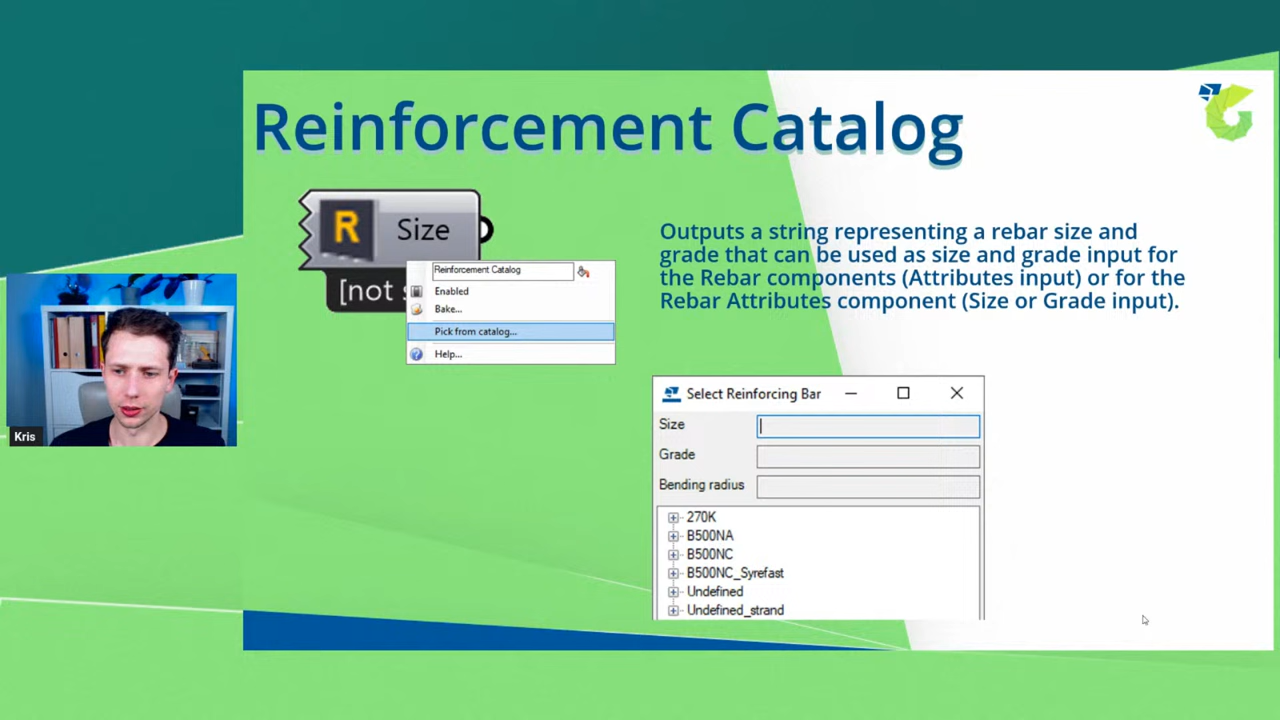 Reinforcement Catalog
R Size
[not s
Reinforcement Catalog
Enabled
Bake...
Pick from catalog...
Help...
Outputs a string representing a rebar size and
grade that can be used as size and grade input for
the Rebar components (Attributes input) or for the
Rebar Attributes component (Size or Grade input).
Kris
Select Reinforcing Bar
Size
Grade
Bending radius
270K
B500NA
B500NC
B500NC_Syrefast
Undefined
Undefined_strand